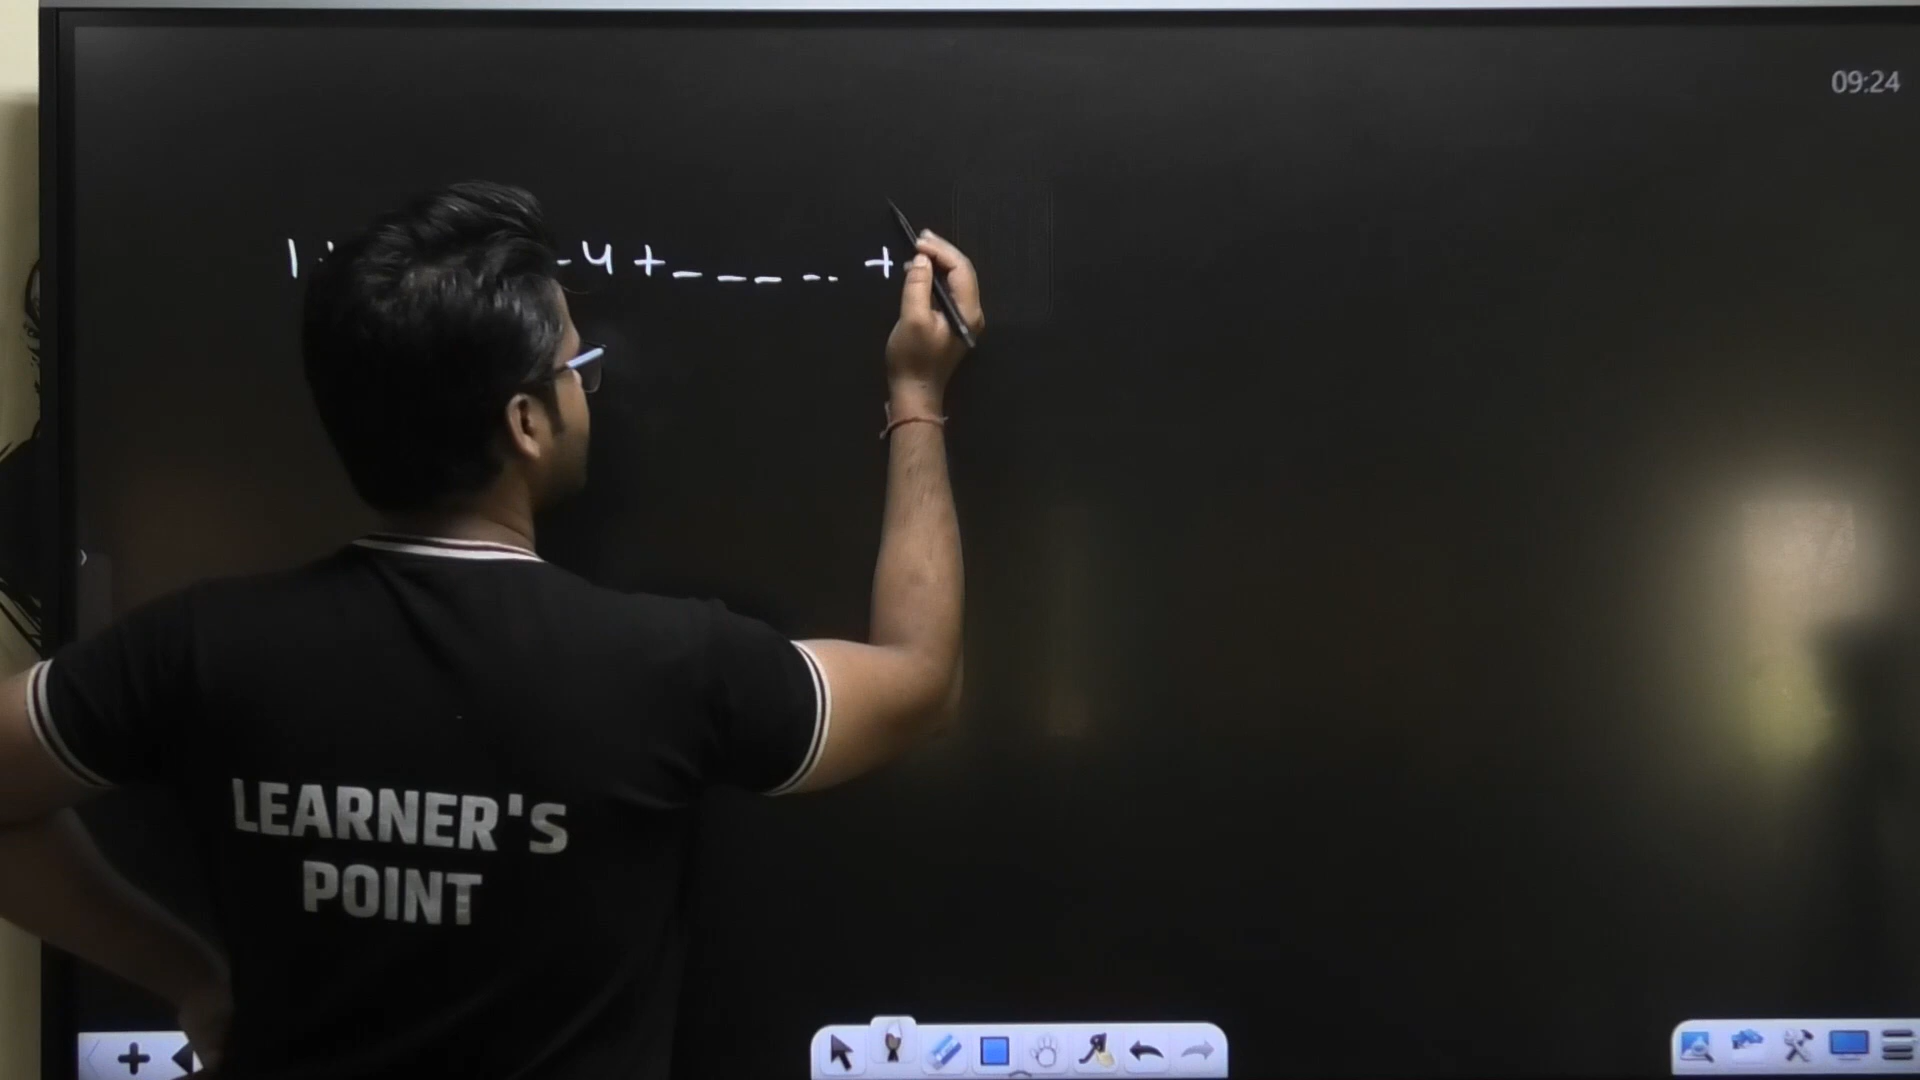 09:24
1 - 4 + _ _ _ _ _ +
LEARNER'S
POINT